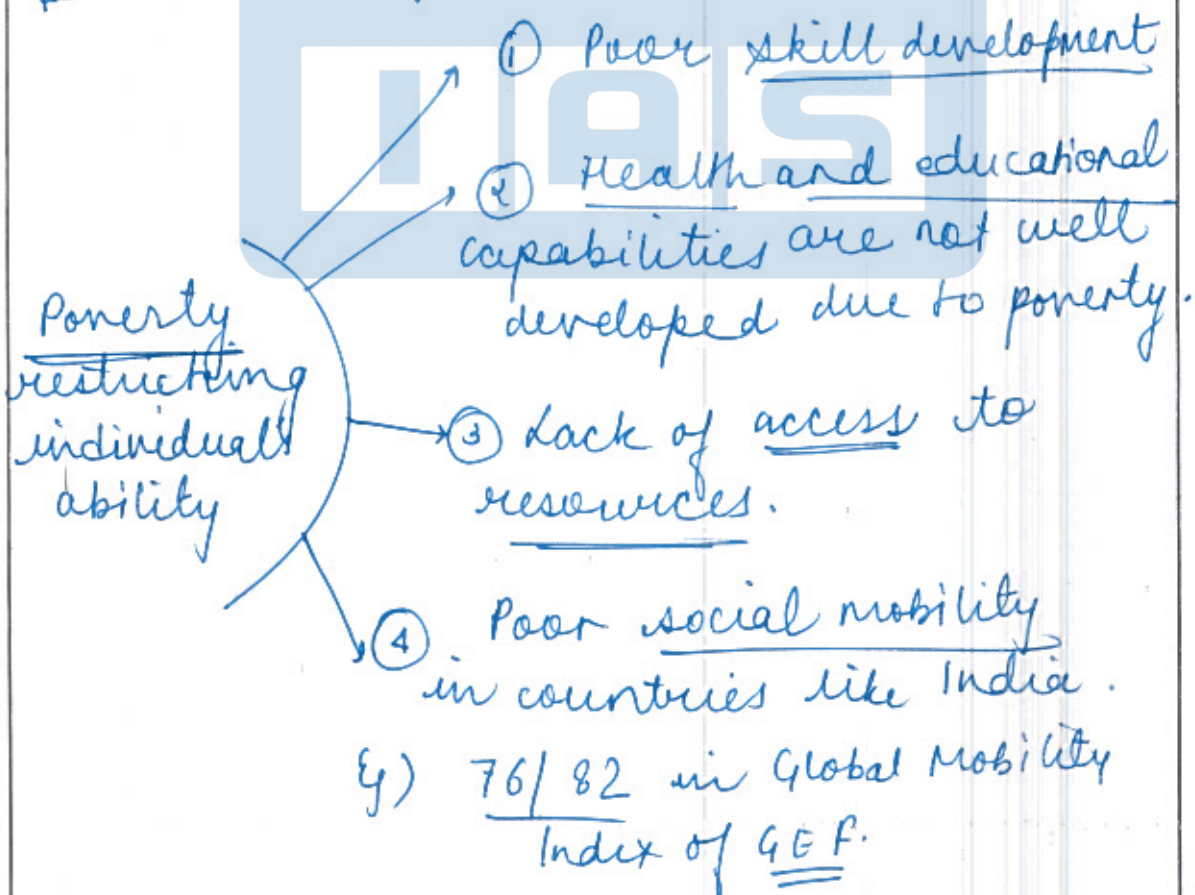 IAS
① Poor skill development
② Health and educational
capabilities are not well
developed due to poverty.
Poverty
restricting
individual's
ability
③ Lack of access to
resources.
④ Poor social mobility
in countries like India.
Eg) 76/82 in Global Mobility
Index of GEF.